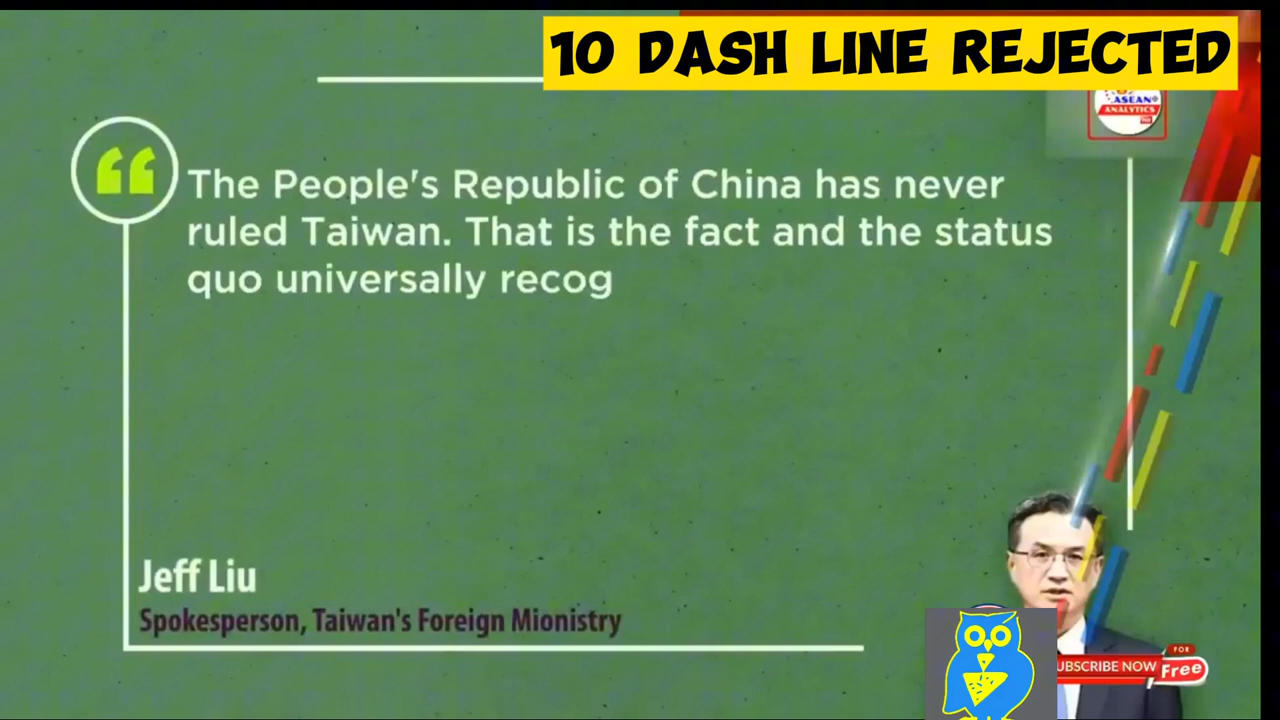 10 DASH LINE REJECTED
ASEAN
ANALYTICS
The People's Republic of China has never
ruled Taiwan. That is the fact and the status
quo universally recog
Jeff Liu
Spokesperson, Taiwan's Foreign Mionistry
UBSCRIBE NOW
FOR
Free